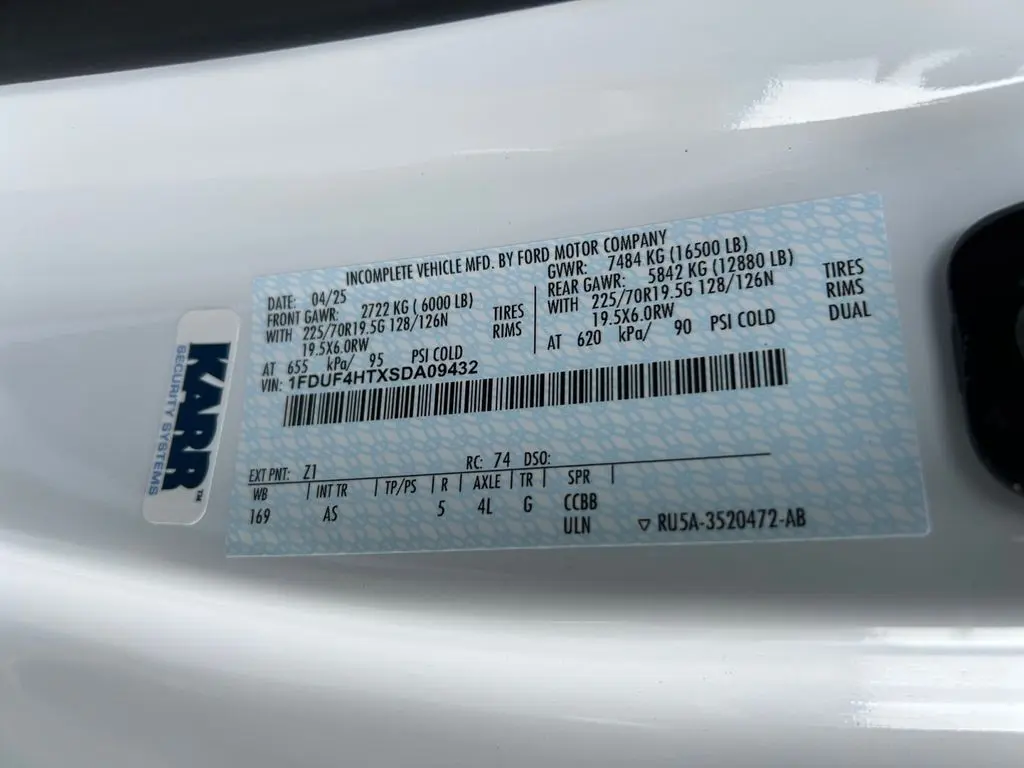 INCOMPLETE VEHICLE MFD. BY FORD MOTOR COMPANY
DATE: 04/25 GVWR: 7484 KG (16500 LB)
FRONT GAWR: 2722 KG ( 6000 LB) REAR GAWR: 5842 KG (12880 LB)
WITH 225/70R19.5G 128/126N TIRES WITH 225/70R19.5G 128/126N TIRES
19.5X6.0RW RIMS 19.5X6.0RW RIMS
AT 655 kPa/ 95 PSI COLD AT 620 kPa/ 90 PSI COLD DUAL
VIN: 1FDUF4HTXSDA09432
EXT PNT: Z1 RC: 74 DSO:
WB INT TR TP/PS R AXLE TR SPR
169 AS 5 4L G CCBB
ULN ▽ RU5A-3520472-AB
KARR™
SECURITY SYSTEMS